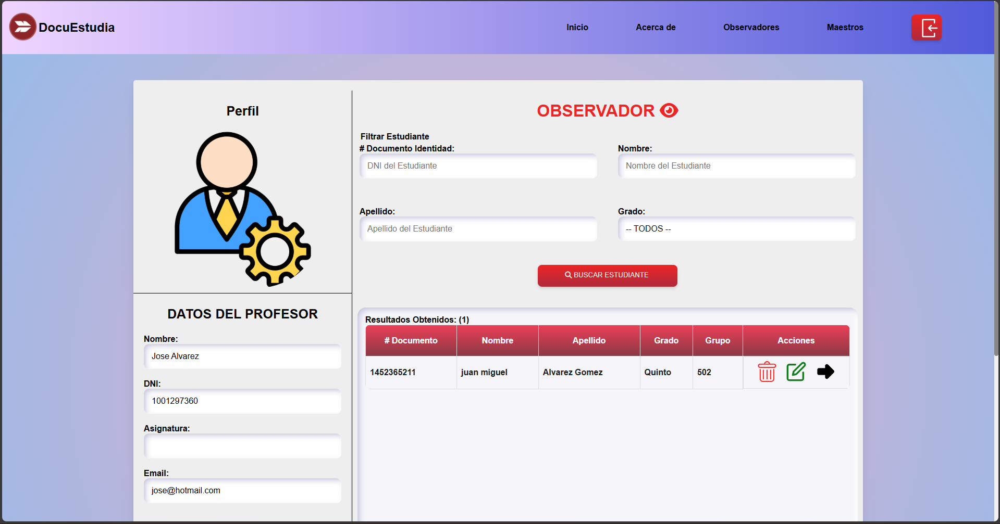 DocuEstudia
Inicio
Acerca de
Observadores
Maestros
Perfil
DATOS DEL PROFESOR
Nombre:
Jose Alvarez
DNI:
1001297360
Asignatura:
Email:
jose@hotmail.com
OBSERVADOR
Filtrar Estudiante
# Documento Identidad:
DNI del Estudiante
Nombre:
Nombre del Estudiante
Apellido:
Apellido del Estudiante
Grado:
-- TODOS --
BUSCAR ESTUDIANTE
Resultados Obtenidos: (1)
# Documento Nombre Apellido Grado Grupo Acciones
1452365211 juan miguel Alvarez Gomez Quinto 502